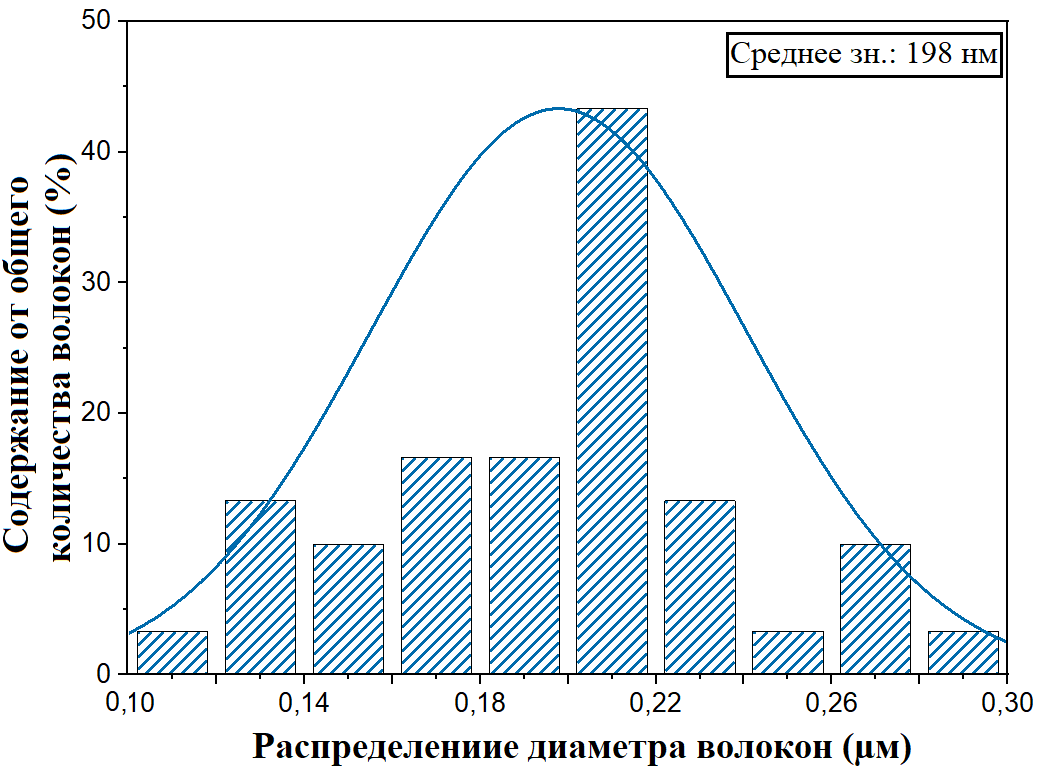 Среднее зн.: 198 нм
Содержание от общего
количества волокон (%)
50
40
30
20
10
0
0,10 0,14 0,18 0,22 0,26 0,30
Распределениие диаметра волокон (μм)